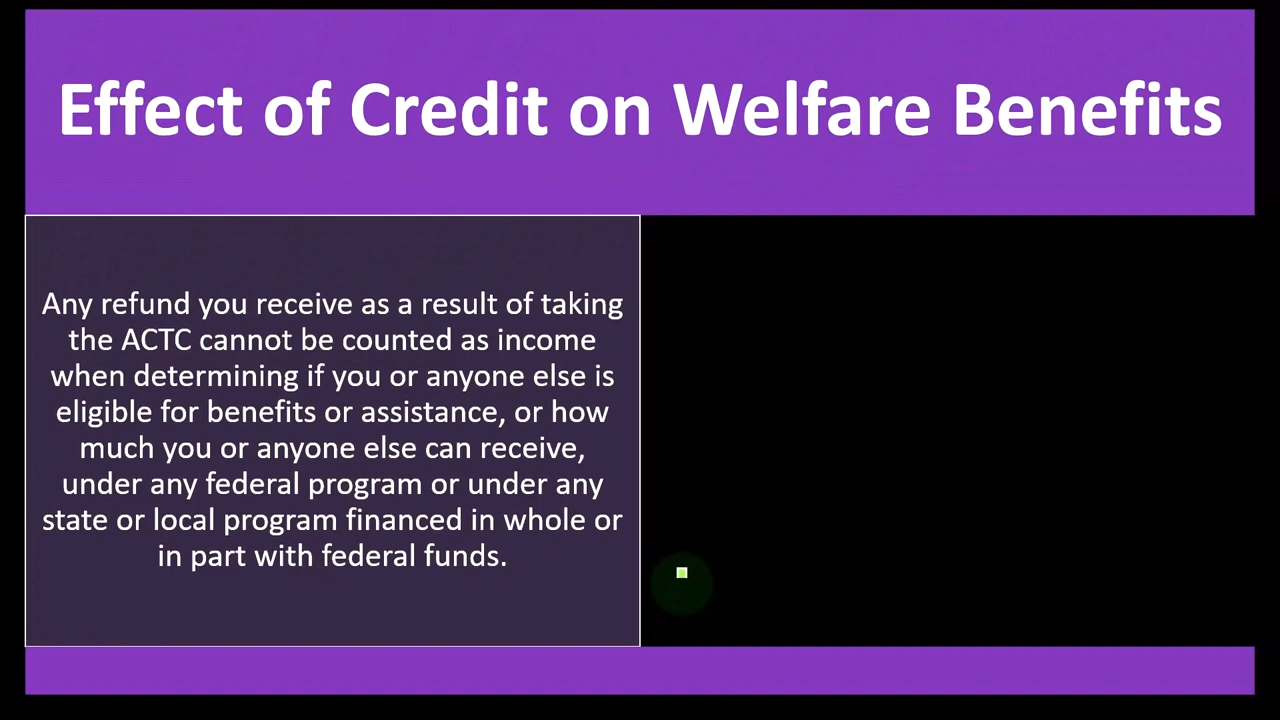 Effect of Credit on Welfare Benefits
Any refund you receive as a result of taking
the ACTC cannot be counted as income
when determining if you or anyone else is
eligible for benefits or assistance, or how
much you or anyone else can receive,
under any federal program or under any
state or local program financed in whole or
in part with federal funds.